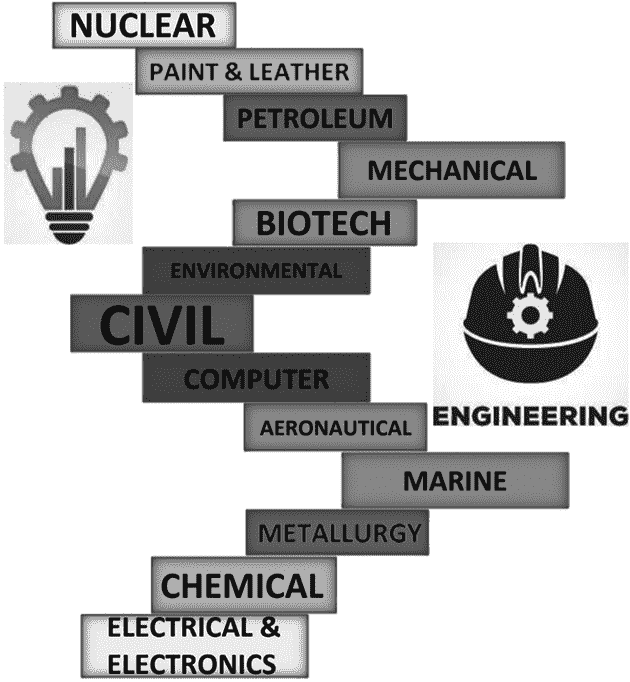 NUCLEAR
PAINT & LEATHER
PETROLEUM
MECHANICAL
BIOTECH
ENVIRONMENTAL
CIVIL
COMPUTER
ENGINEERING
AERONAUTICAL
MARINE
METALLURGY
CHEMICAL
ELECTRICAL &
ELECTRONICS